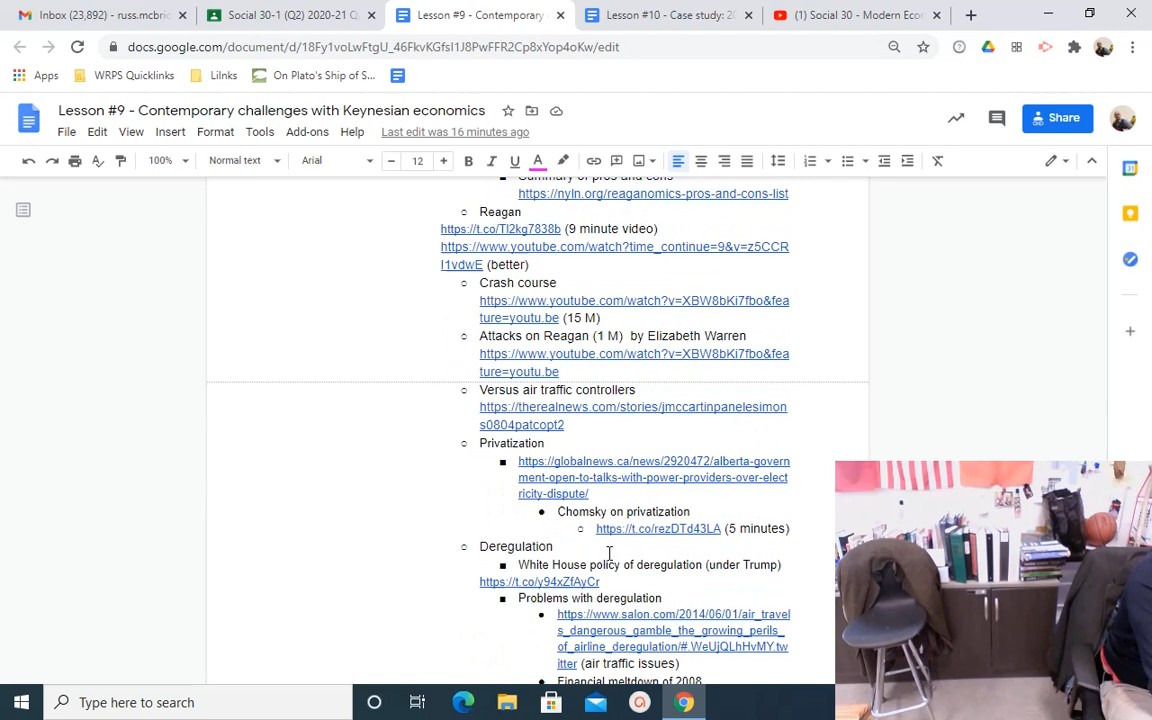 Inbox (23,892) - russ.mcbric
Social 30-1 (Q2) 2020-21 Q
Lesson #9 - Contemporary c
Lesson #10 - Case study: 20
(1) Social 30 - Modern Econ
docs.google.com/document/d/18Fy1voLwFtgU_46FkvKGfsI1J8PwFFR2Cp8xYop4oKw/edit
Apps
WRPS Quicklinks
LiInks
On Plato's Ship of S...
Lesson #9 - Contemporary challenges with Keynesian economics
Share
File Edit View Insert Format Tools Add-ons Help Last edit was 16 minutes ago
100% Normal text Arial 12
Summary of pros and cons
https://nyln.org/reaganomics-pros-and-cons-list
Reagan
https://t.co/Tl2kg7838b (9 minute video)
https://www.youtube.com/watch?time_continue=9&v=z5CCR
l1vdwE (better)
Crash course
https://www.youtube.com/watch?v=XBW8bKi7fbo&fea
ture=youtu.be (15 M)
Attacks on Reagan (1 M) by Elizabeth Warren
https://www.youtube.com/watch?v=XBW8bKi7fbo&fea
ture=youtu.be
Versus air traffic controllers
https://therealnews.com/stories/jmccartinpanelesimon
s0804patcopt2
Privatization
https://globalnews.ca/news/2920472/alberta-govern
ment-open-to-talks-with-power-providers-over-elect
ricity-dispute/
Chomsky on privatization
https://t.co/rezDTd43LA (5 minutes)
Deregulation
White House policy of deregulation (under Trump)
https://t.co/y94xZfAyCr
Problems with deregulation
https://www.salon.com/2014/06/01/air_travel
s_dangerous_gamble_the_growing_perils_
of_airline_deregulation/#.WeUjQLhHvMY.tw
itter (air traffic issues)
Financial meltdown of 2008
Type here to search